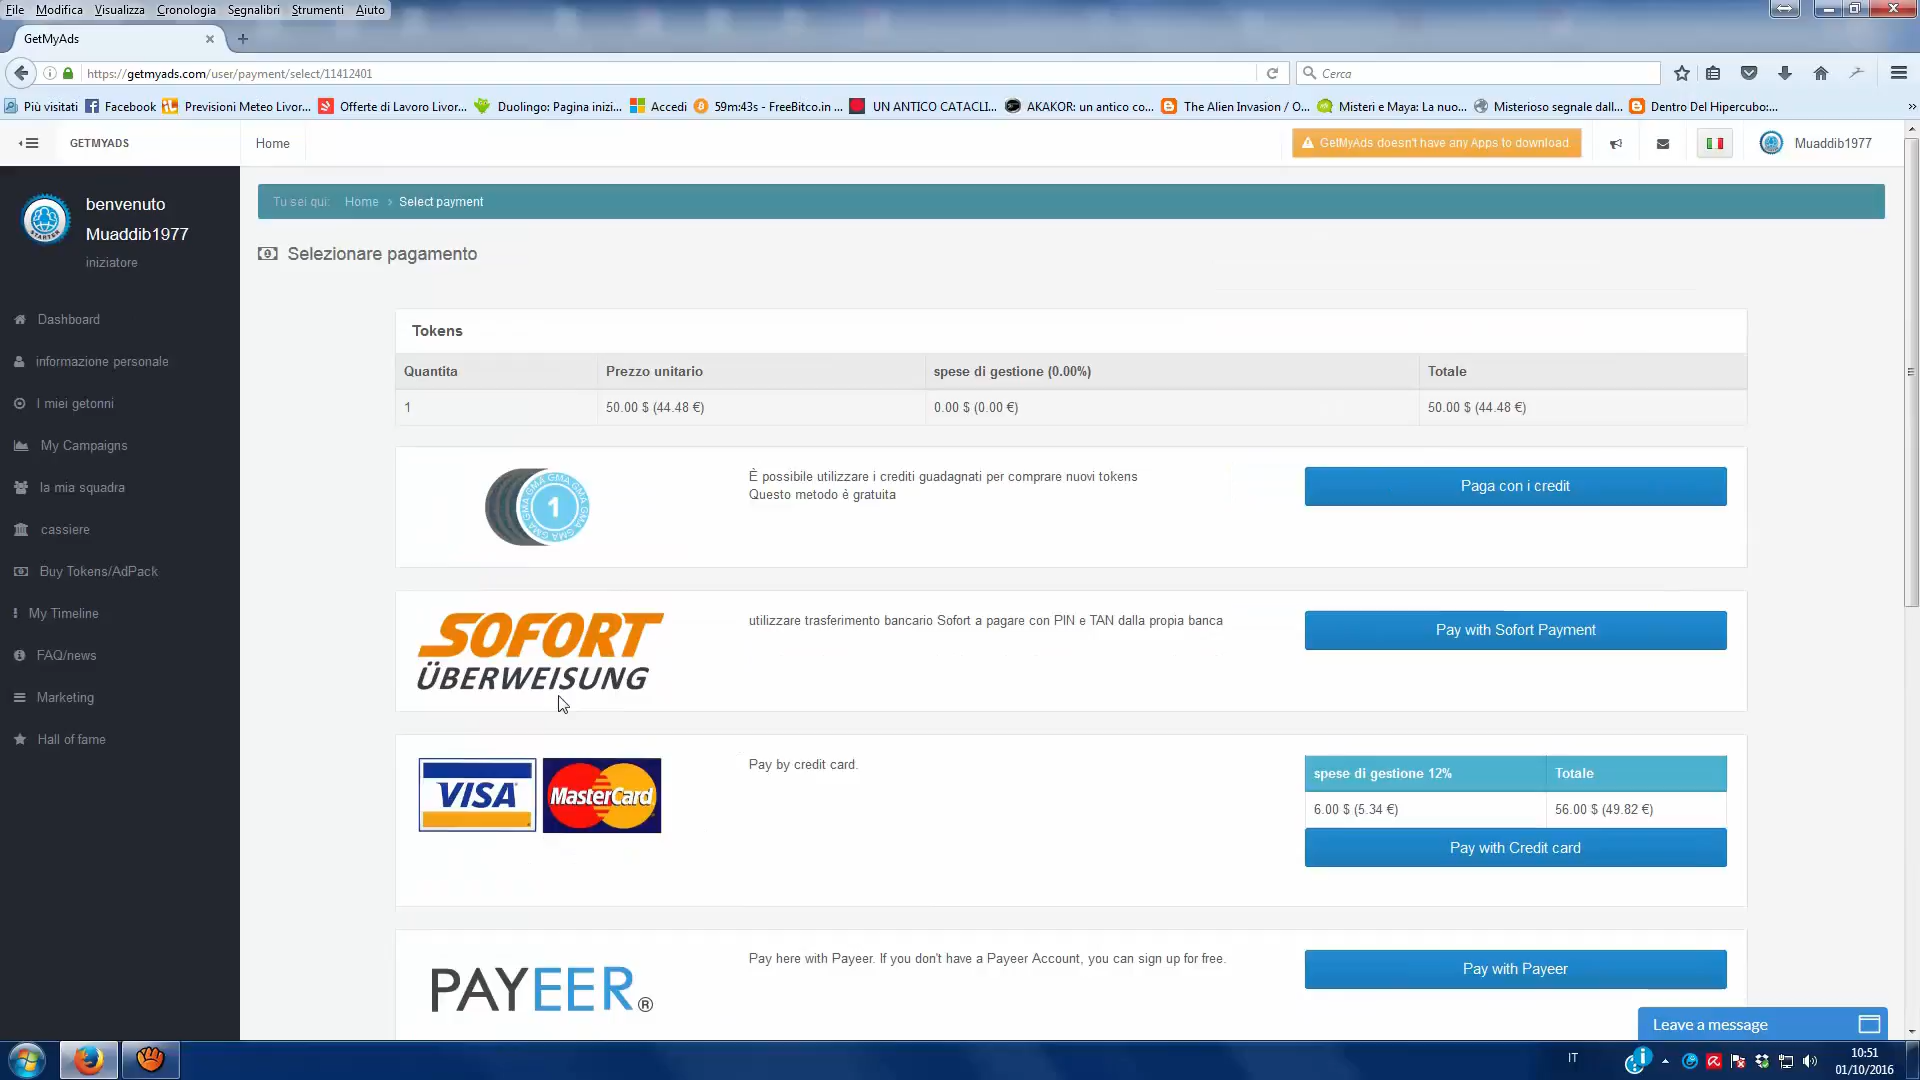 File Modifica Visualizza Cronologia Segnalibri Strumenti Aiuto
GetMyAds
https://getmyads.com/user/payment/select/11412401
Cerca
Più visitati Facebook Previsioni Meteo Livor... Offerte di Lavoro Livor... Duolingo: Pagina inizi... Accedi 59m:43s - FreeBitco.in ... UN ANTICO CATACLI... AKAKOR: un antico co... The Alien Invasion / O... Misteri e Maya: La nuo... Misterioso segnale dall... Dentro Del Hipercubo:...
GETMYADS
Home
GetMyAds doesn't have any Apps to download.
Muaddib1977
benvenuto
Muaddib1977
iniziatore
STARTER
Tu sei qui: Home > Select payment
Selezionare pagamento
Dashboard
informazione personale
I miei getonni
My Campaigns
la mia squadra
cassiere
Buy Tokens/AdPack
My Timeline
FAQ/news
Marketing
Hall of fame
Tokens
Quantita Prezzo unitario spese di gestione (0.00%) Totale
1 50.00 $ (44.48 €) 0.00 $ (0.00 €) 50.00 $ (44.48 €)
1
È possibile utilizzare i crediti guadagnati per comprare nuovi tokens
Questo metodo è gratuita
Paga con i credit
SOFORT
ÜBERWEISUNG
utilizzare trasferimento bancario Sofort a pagare con PIN e TAN dalla propia banca
Pay with Sofort Payment
VISA MasterCard
Pay by credit card.
spese di gestione 12% Totale
6.00 $ (5.34 €) 56.00 $ (49.82 €)
Pay with Credit card
PAYEER®
Pay here with Payeer. If you don't have a Payeer Account, you can sign up for free.
Pay with Payeer
Leave a message
IT
10:51
01/10/2016